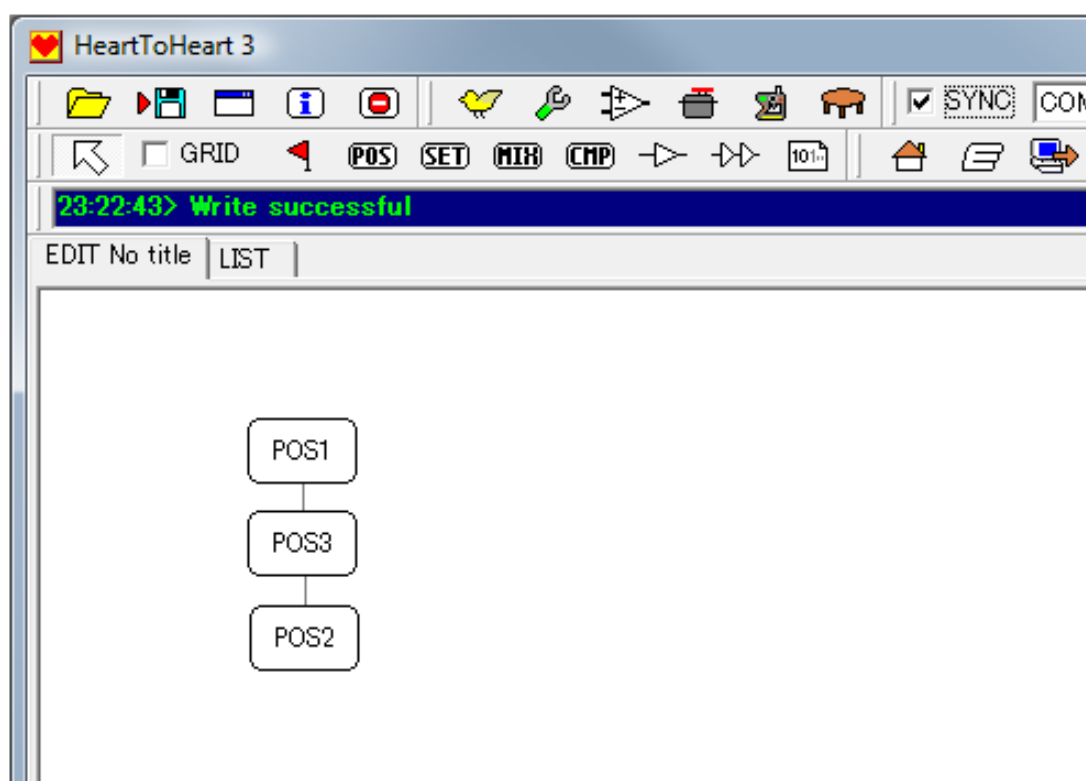 HeartToHeart 3
SYNC
GRID POS SET MIX CMP 101..
23:22:43> Write successful
EDIT No title LIST
POS1
POS3
POS2